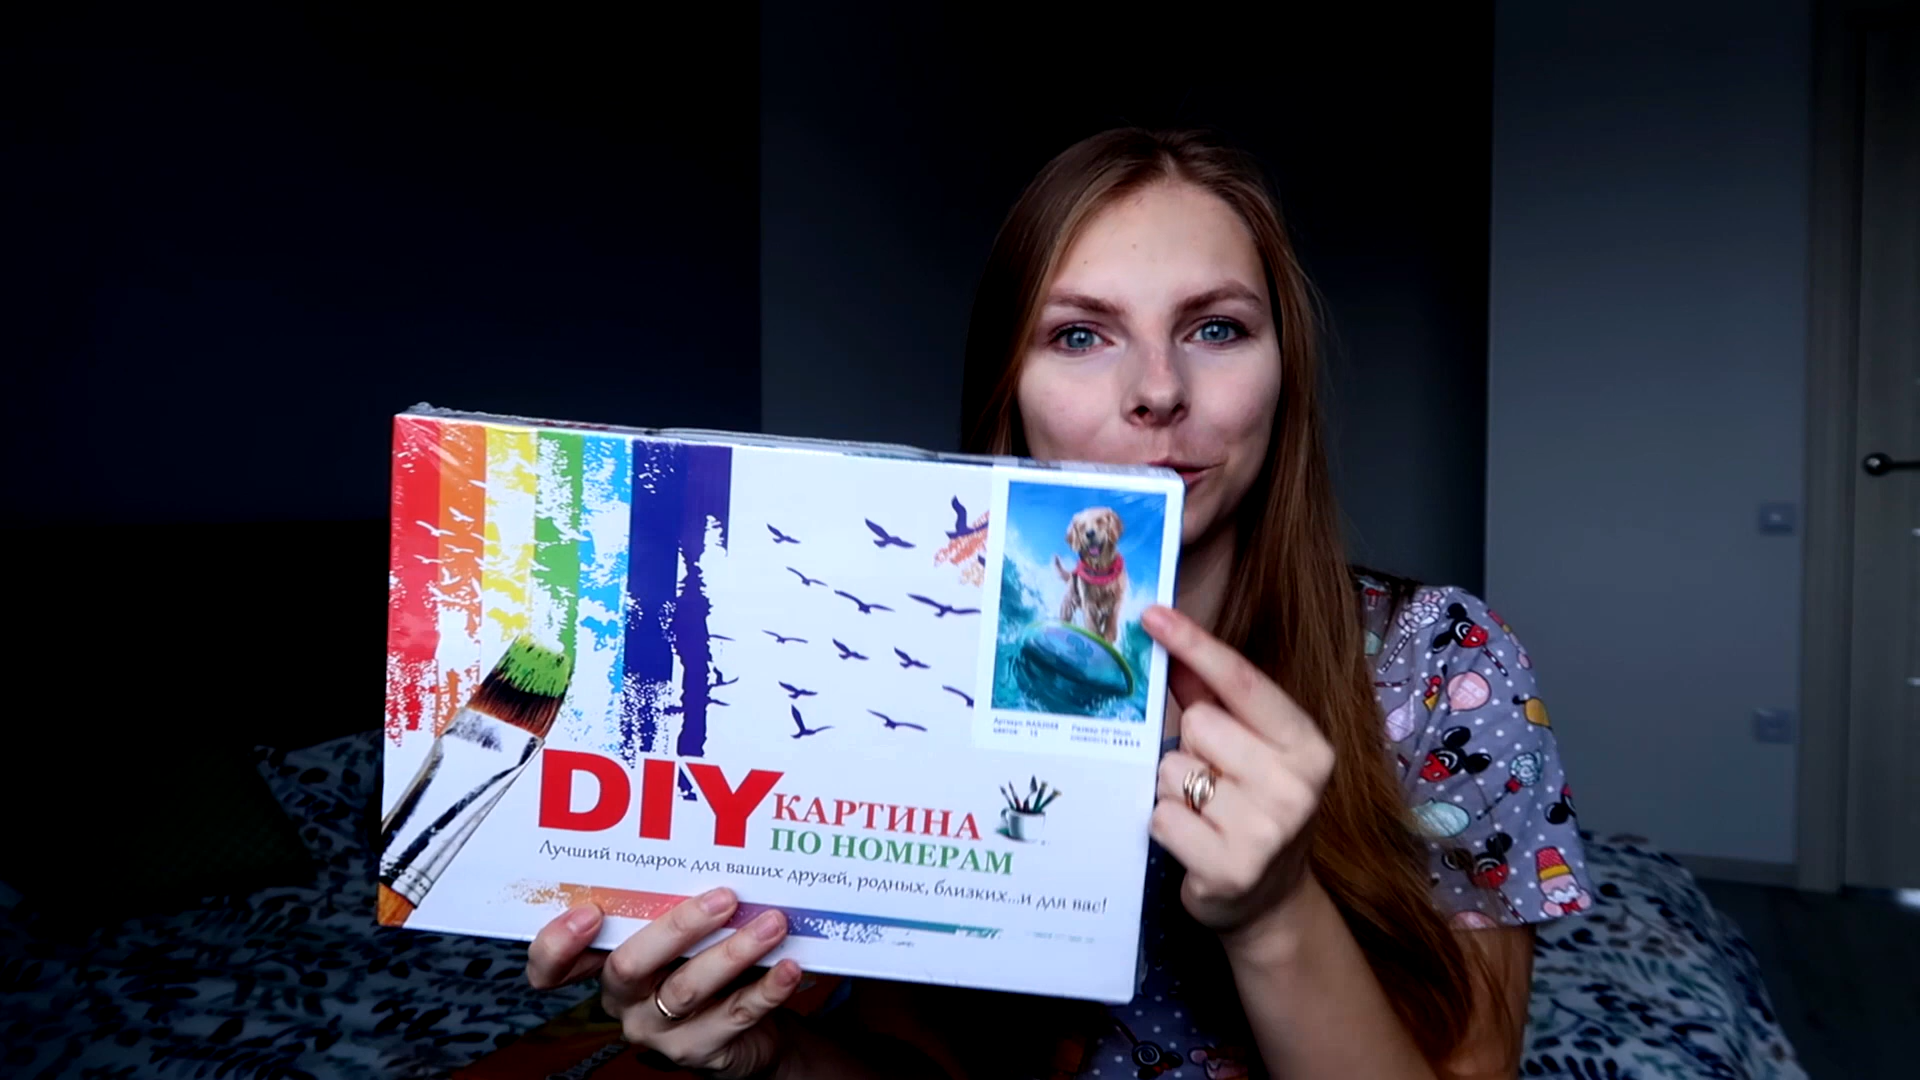 DIY КАРТИНА
ПО НОМЕРАМ
Лучший подарок для ваших друзей, родных, близких...и для вас!